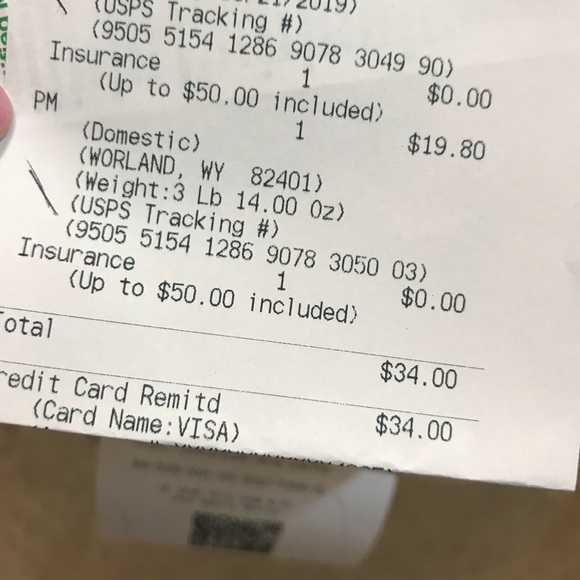 2019)
(USPS Tracking #)
(9505 5154 1286 9078 3049 90)
Insurance 1 $0.00
(Up to $50.00 included)
PM 1 $19.80
(Domestic)
(WORLAND, WY 82401)
(Weight:3 Lb 14.00 Oz)
(USPS Tracking #)
(9505 5154 1286 9078 3050 03)
Insurance 1 $0.00
(Up to $50.00 included)
otal $34.00
redit Card Remitd $34.00
(Card Name:VISA)